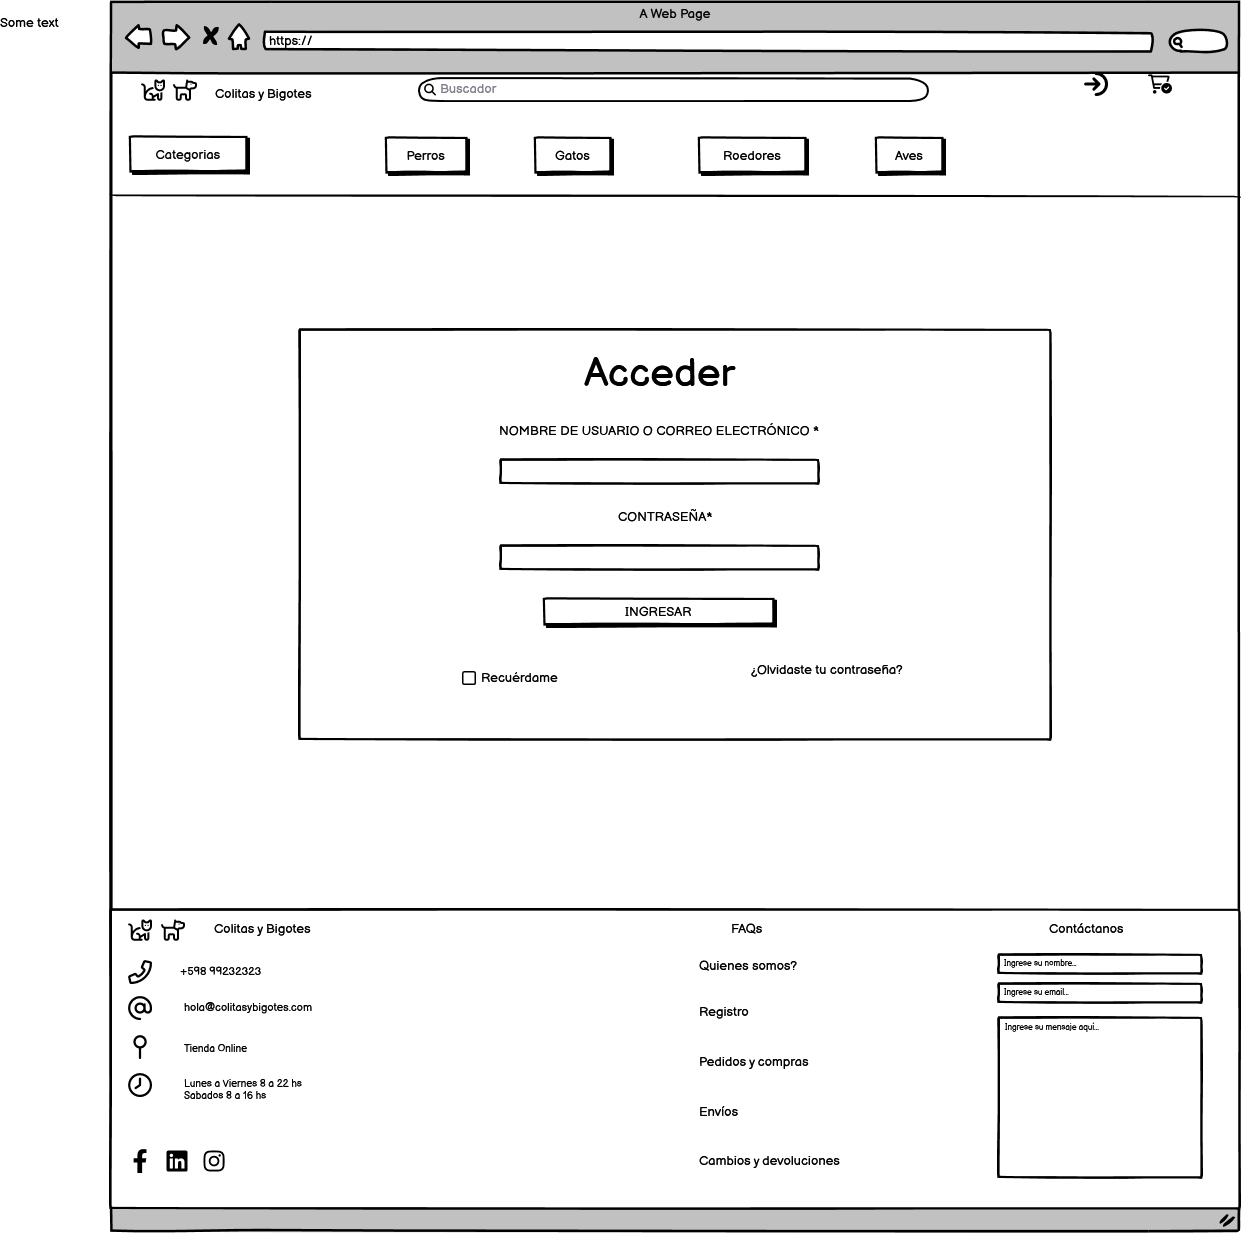 Some text
A Web Page
https://
Colitas y Bigotes
Buscador
Categorias
Perros
Gatos
Roedores
Aves
Acceder
NOMBRE DE USUARIO O CORREO ELECTRÓNICO *
CONTRASEÑA*
INGRESAR
Recuérdame
¿Olvidaste tu contraseña?
Colitas y Bigotes
+598 99232323
hola@colitasybigotes.com
Tienda Online
Lunes a Viernes 8 a 22 hs
Sabados 8 a 16 hs
FAQs
Quienes somos?
Registro
Pedidos y compras
Envíos
Cambios y devoluciones
Contáctanos
Ingrese su nombre...
Ingrese su email...
Ingrese su mensaje aquí...